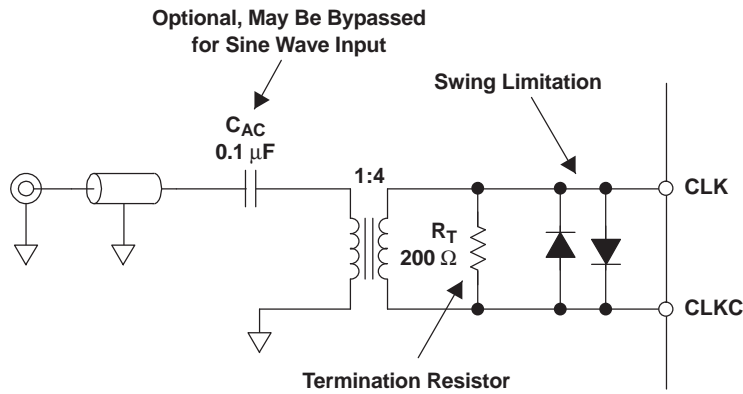 Optional, May Be Bypassed
for Sine Wave Input
Swing Limitation
CAC
0.1 μF
1:4
CLK
RT
200 Ω
CLKC
Termination Resistor